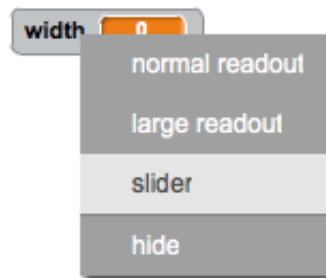 width 0
normal readout
large readout
slider
hide